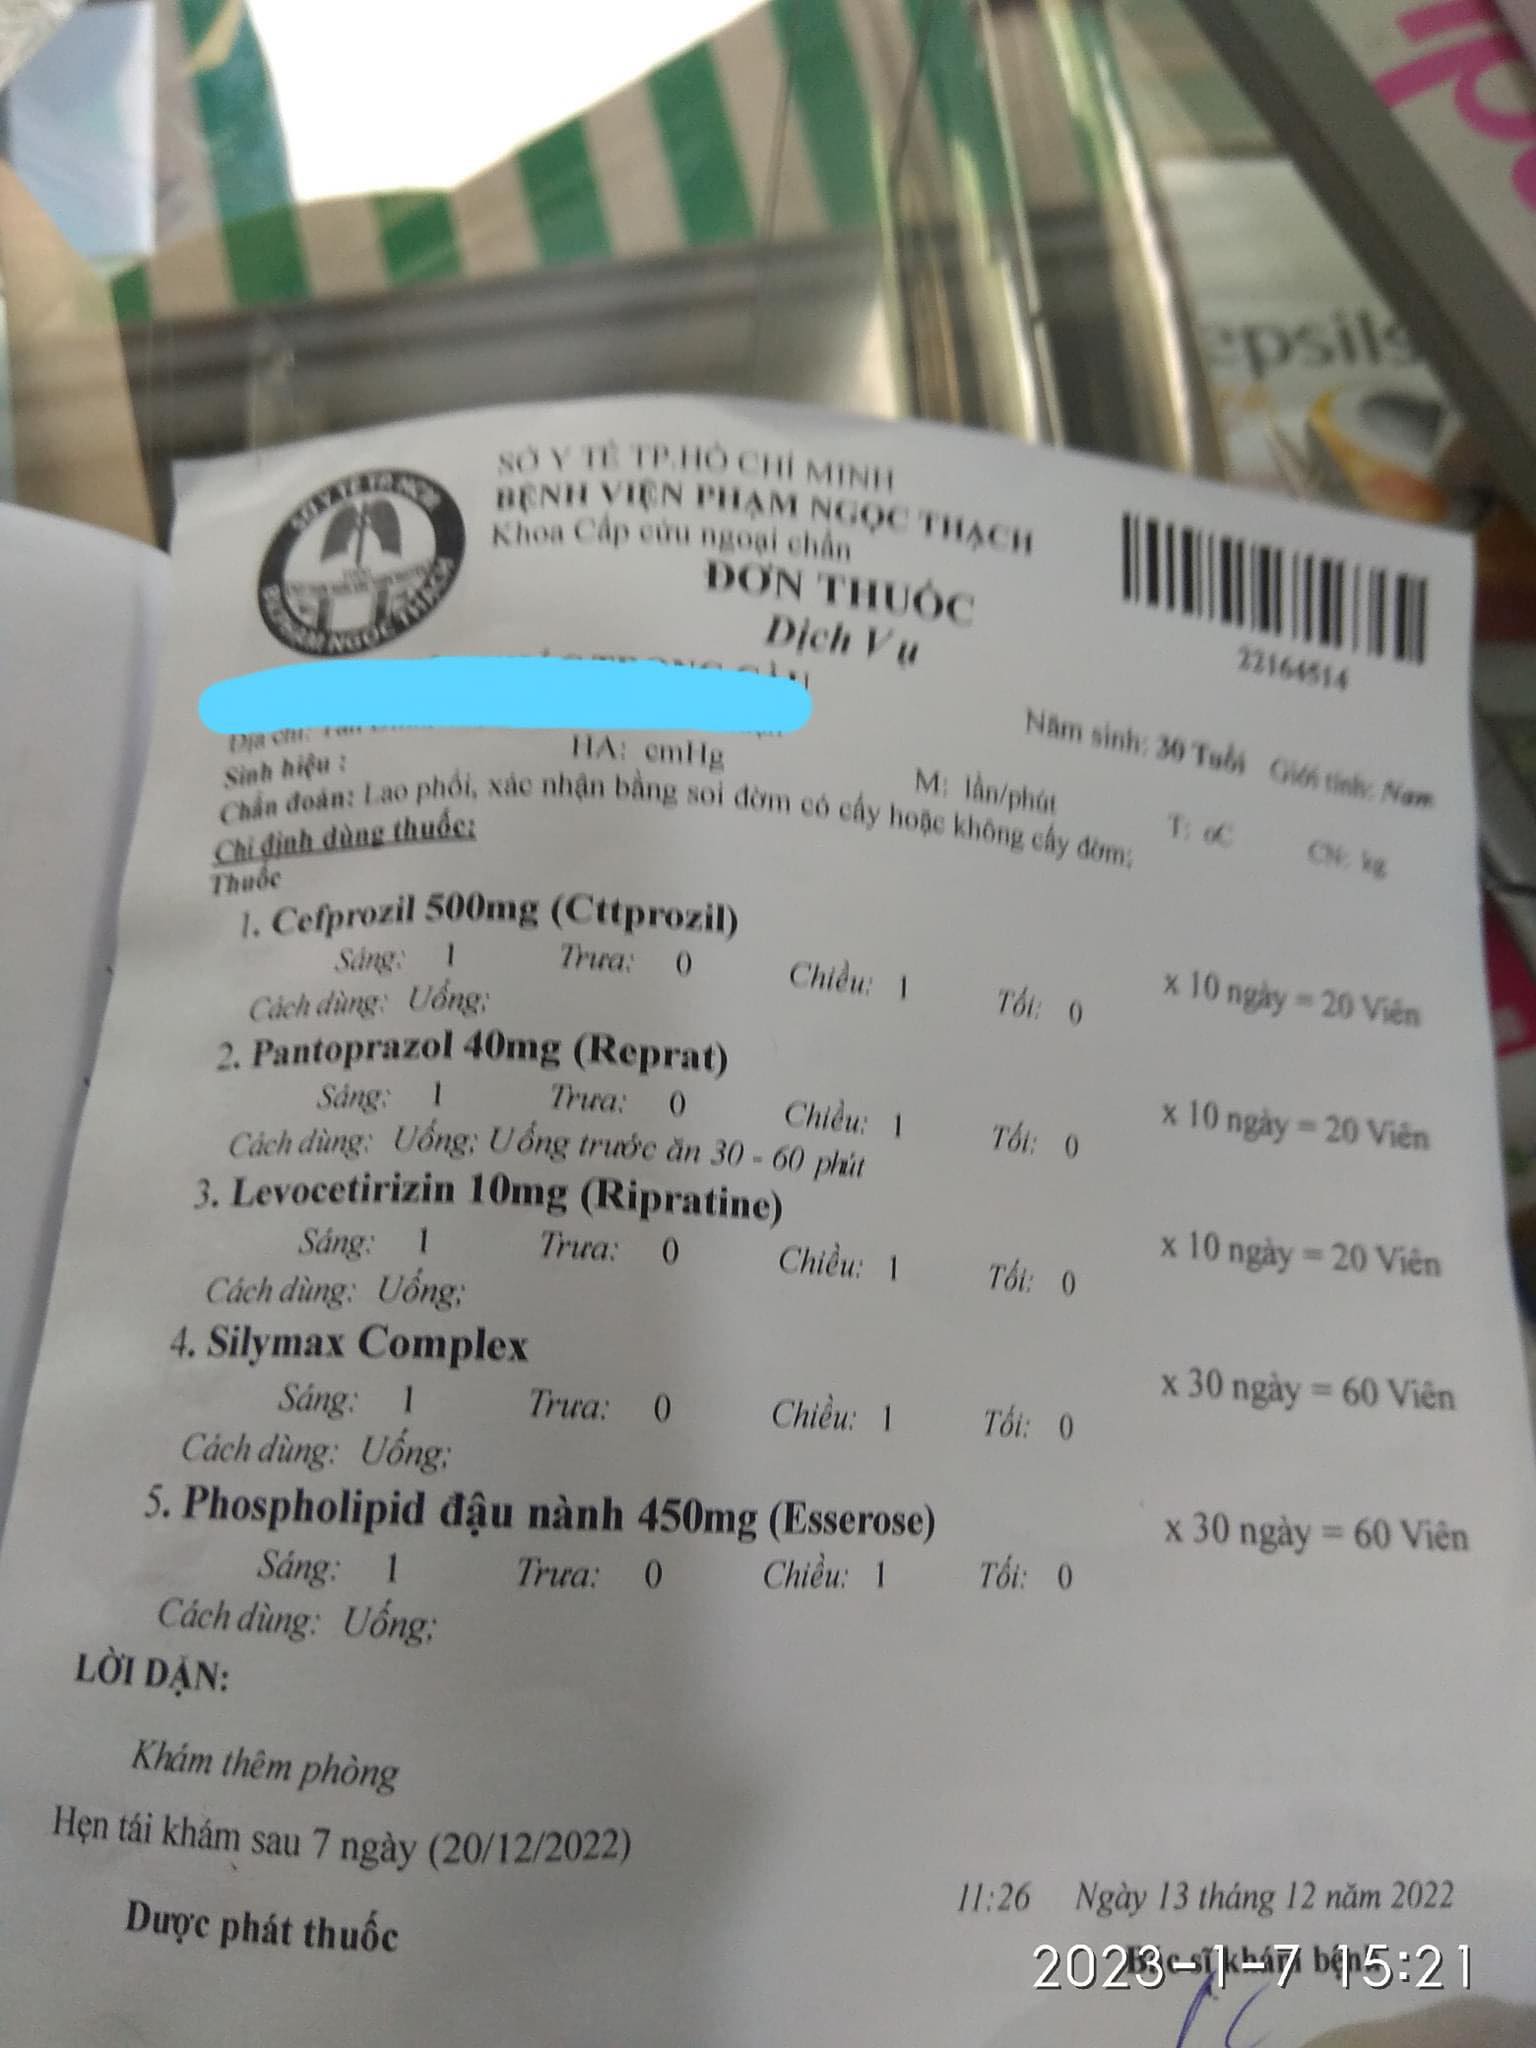 epsils
SỞ Y TẾ TP.HỒ CHÍ MINH
BỆNH VIỆN PHẠM NGỌC THẠCH
Khoa Cấp cứu ngoại chẩn
ĐƠN THUỐC
Dịch Vụ
SỞ Y TẾ TP.HCM
PHẠM NGỌC THẠCH
22164514
Năm sinh: 30 Tuổi Giới tính: Nam
Địa chỉ:
Sinh hiệu : HA: cmHg M: lần/phút T: oC CN: kg
Chẩn đoán: Lao phổi, xác nhận bằng soi đờm có cấy hoặc không cấy đờm;
Chỉ định dùng thuốc:
Thuốc
1. Cefprozil 500mg (Cttprozil) x 10 ngày = 20 Viên
Sáng: 1 Trưa: 0 Chiều: 1 Tối: 0
Cách dùng: Uống;
2. Pantoprazol 40mg (Reprat) x 10 ngày = 20 Viên
Sáng: 1 Trưa: 0 Chiều: 1 Tối: 0
Cách dùng: Uống; Uống trước ăn 30 - 60 phút
3. Levocetirizin 10mg (Ripratine) x 10 ngày = 20 Viên
Sáng: 1 Trưa: 0 Chiều: 1 Tối: 0
Cách dùng: Uống;
4. Silymax Complex x 30 ngày = 60 Viên
Sáng: 1 Trưa: 0 Chiều: 1 Tối: 0
Cách dùng: Uống;
5. Phospholipid đậu nành 450mg (Esserose) x 30 ngày = 60 Viên
Sáng: 1 Trưa: 0 Chiều: 1 Tối: 0
Cách dùng: Uống;
LỜI DẶN:
Khám thêm phòng
Hẹn tái khám sau 7 ngày (20/12/2022)
11:26 Ngày 13 tháng 12 năm 2022
Dược phát thuốc
Bác sĩ khám bệnh
2023-1-7 15:21